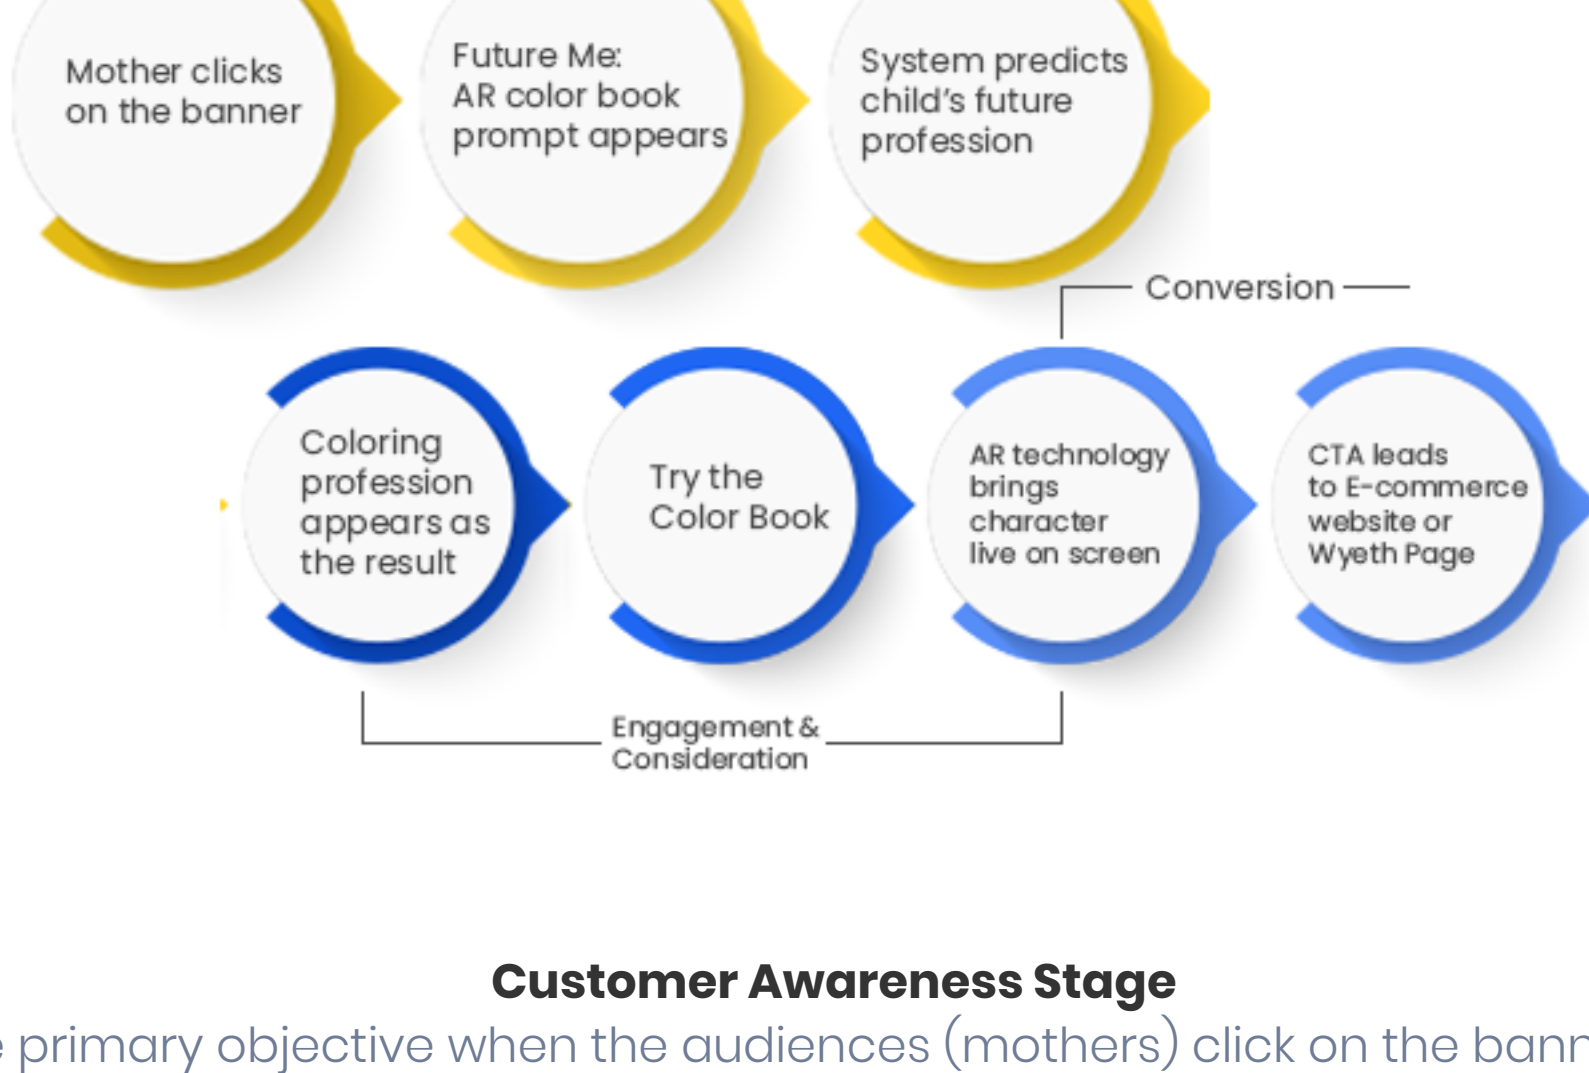 Mother clicks
on the banner
Future Me:
AR color book
prompt appears
System predicts
child's future
profession
Conversion
Coloring
profession
appears as
the result
Try the
Color Book
AR technology
brings
character
live on screen
CTA leads
to E-commerce
website or
Wyeth Page
Engagement &
Consideration
Customer Awareness Stage
primary objective when the audiences (mothers) click on the